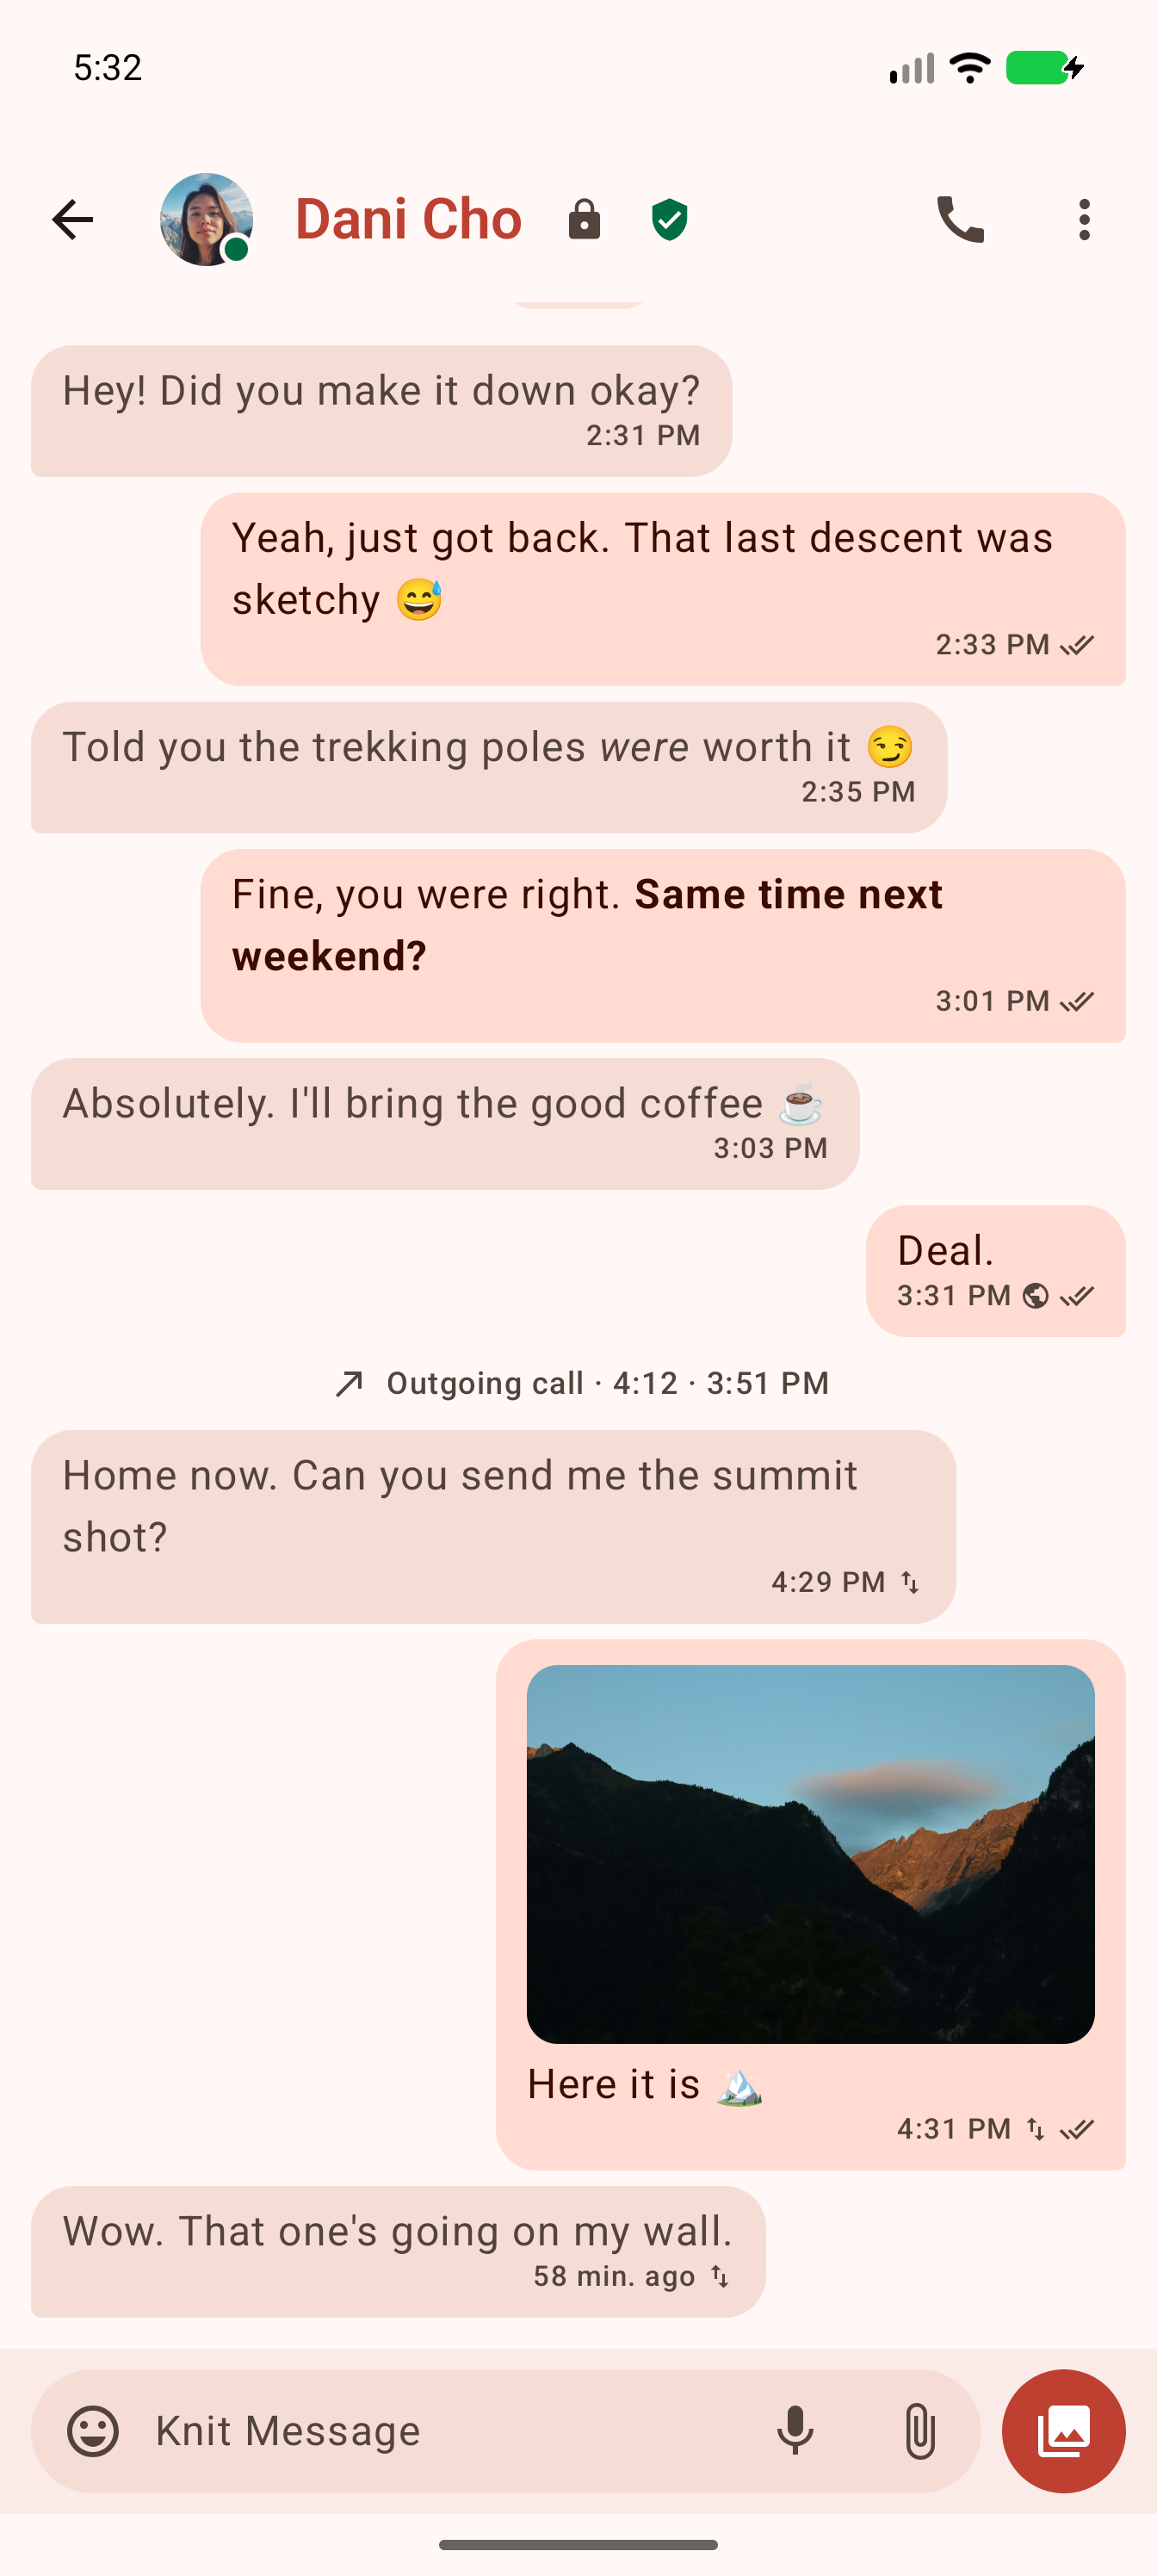 5:32
Dani Cho
Hey! Did you make it down okay?
2:31 PM
Yeah, just got back. That last descent was
sketchy 😅
2:33 PM
Told you the trekking poles were worth it 😏
2:35 PM
Fine, you were right. Same time next
weekend?
3:01 PM
Absolutely. I'll bring the good coffee ☕
3:03 PM
Deal.
3:31 PM
Outgoing call · 4:12 · 3:51 PM
Home now. Can you send me the summit
shot?
4:29 PM
Here it is 🏔️
4:31 PM
Wow. That one's going on my wall.
58 min. ago
Knit Message